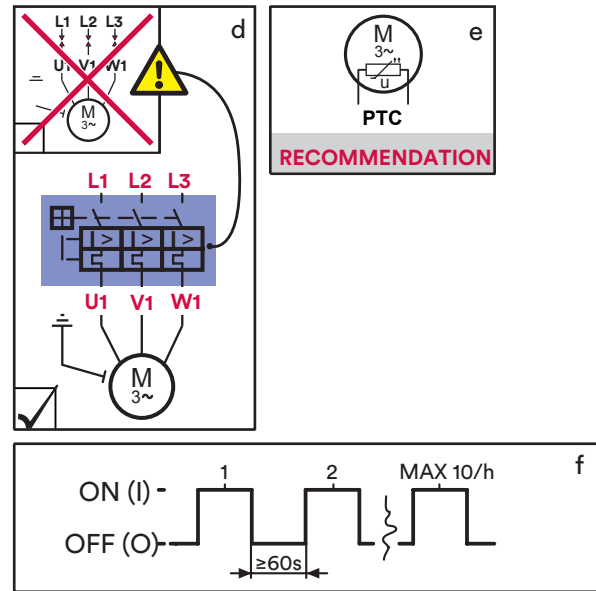 d
L1 L2 L3
U1 V1 W1
M
3~
L1 L2 L3
I> I> I>
U1 V1 W1
M
3~
e
M
3~
u
PTC
RECOMMENDATION
f
1 2 MAX 10/h
ON (I)
OFF (O)
≥60s